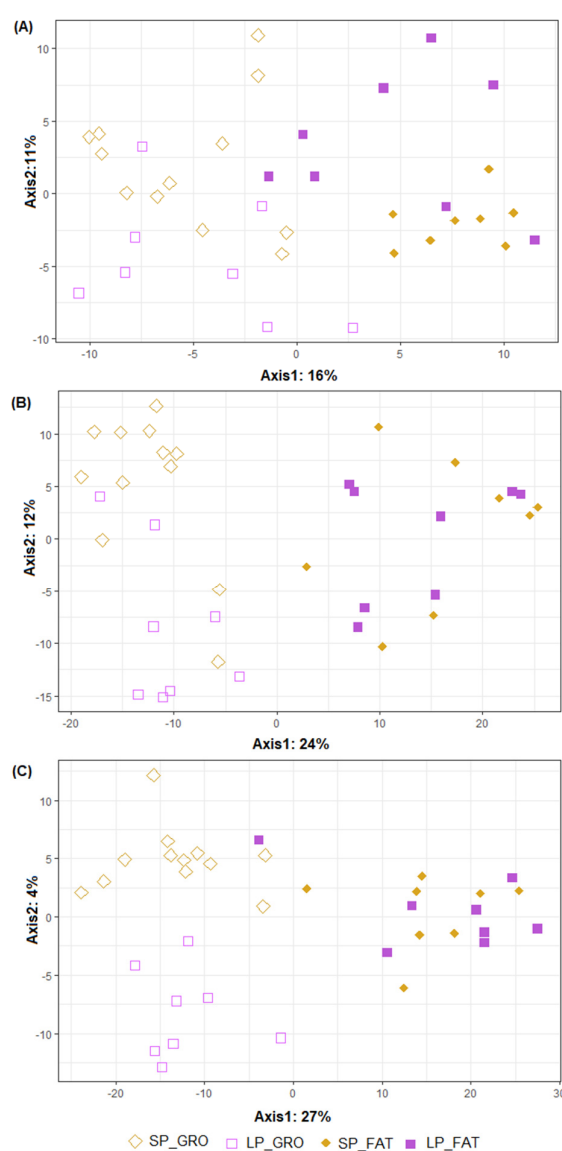 (A)
10
5
0
-5
-10
Axis2:11%
-10 -5 0 5 10
Axis1: 16%
(B)
10
5
0
-5
-10
-15
Axis2: 12%
-20 -10 0 10 20
Axis1: 24%
(C)
10
5
0
-5
-10
Axis2: 4%
-20 -10 0 10 20 30
Axis1: 27%
SP_GRO LP_GRO SP_FAT LP_FAT